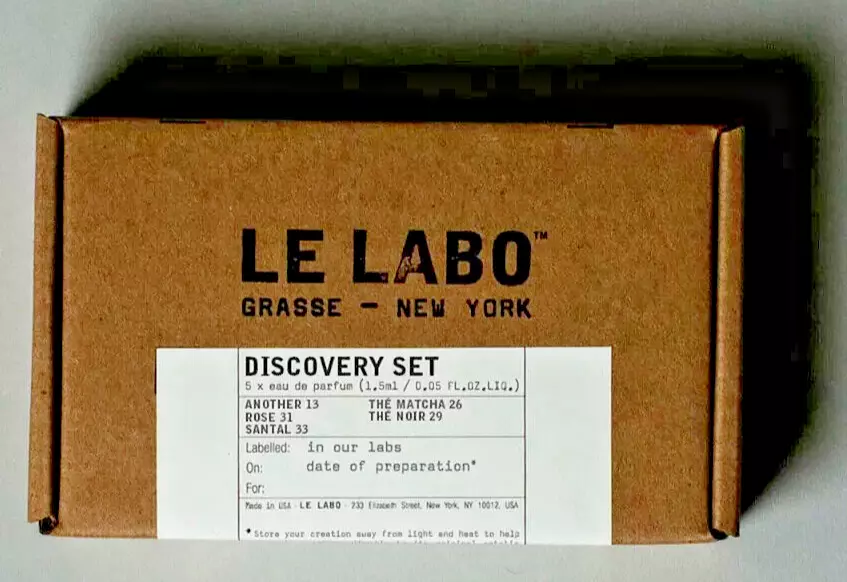 LE LABO™
GRASSE — NEW YORK
DISCOVERY SET
5 x eau de parfum (1.5ml / 0.05 FL.OZ.LIQ.)
ANOTHER 13 THÉ MATCHA 26
ROSE 31 THÉ NOIR 29
SANTAL 33
Labelled: in our labs
On: date of preparation*
For:
Made in USA - LE LABO - 233 Elizabeth Street, New York, NY 10012, USA
* Store your creation away from light and heat to help